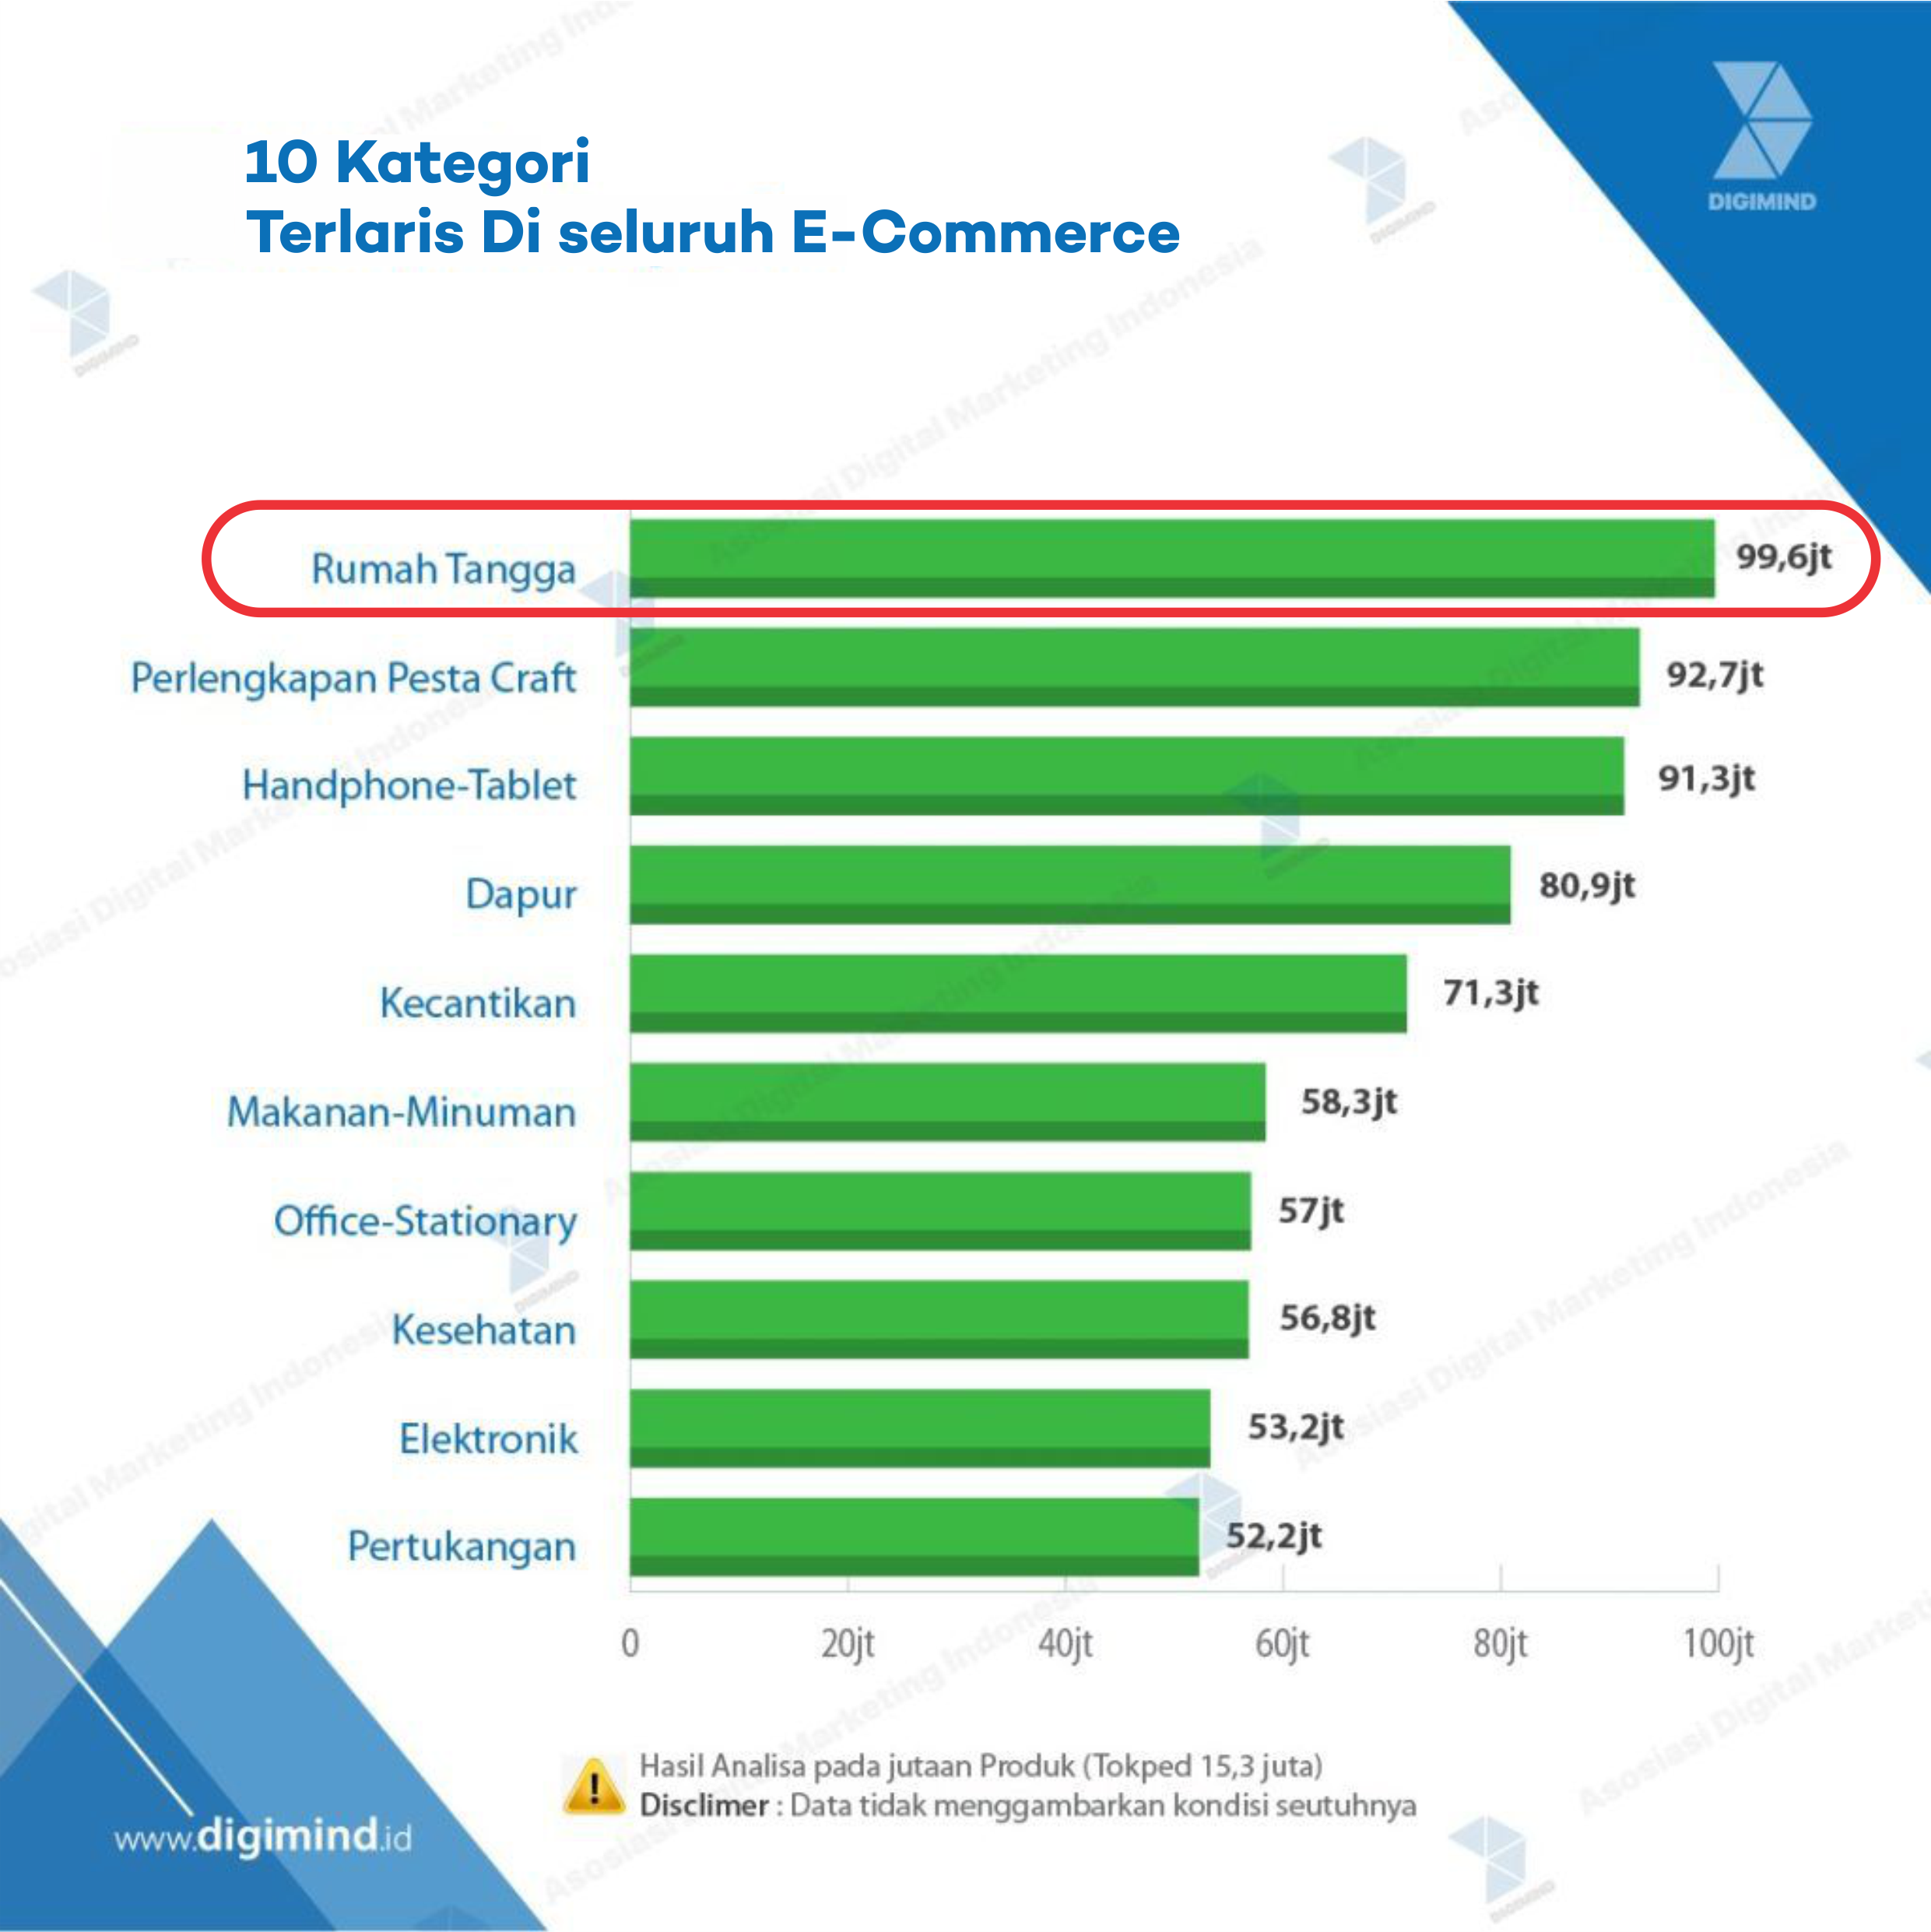 DIGIMIND
10 Kategori
Terlaris Di seluruh E-Commerce
Rumah Tangga 99,6jt
Perlengkapan Pesta Craft 92,7jt
Handphone-Tablet 91,3jt
Dapur 80,9jt
Kecantikan 71,3jt
Makanan-Minuman 58,3jt
Office-Stationary 57jt
Kesehatan 56,8jt
Elektronik 53,2jt
Pertukangan 52,2jt
0 20jt 40jt 60jt 80jt 100jt
Hasil Analisa pada jutaan Produk (Tokped 15,3 juta)
Disclimer : Data tidak menggambarkan kondisi seutuhnya
www.digimind.id
Asosiasi Digital Marketing Indonesia